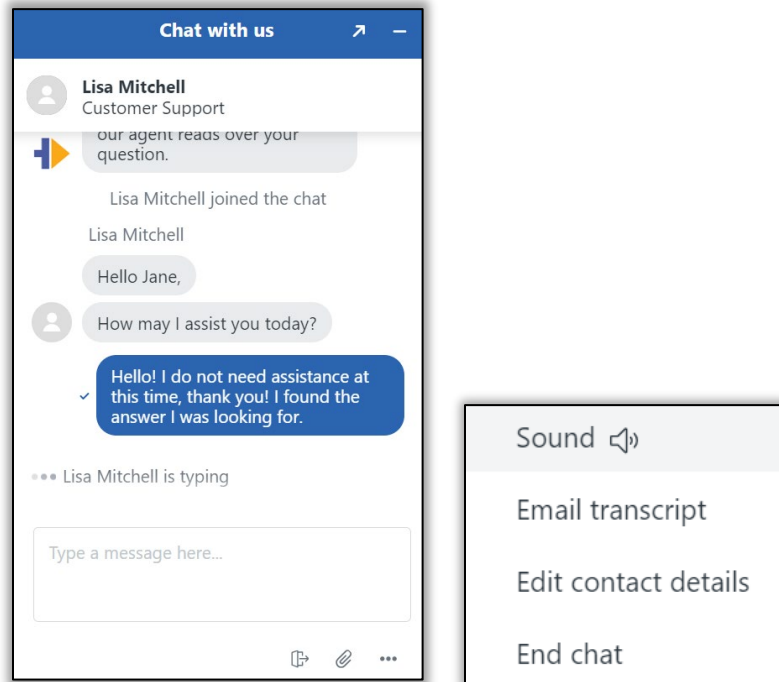 Chat with us
Lisa Mitchell
Customer Support
our agent reads over your
question.
Lisa Mitchell joined the chat
Lisa Mitchell
Hello Jane,
How may I assist you today?
Hello! I do not need assistance at
this time, thank you! I found the
answer I was looking for.
Lisa Mitchell is typing
Type a message here...
Sound
Email transcript
Edit contact details
End chat